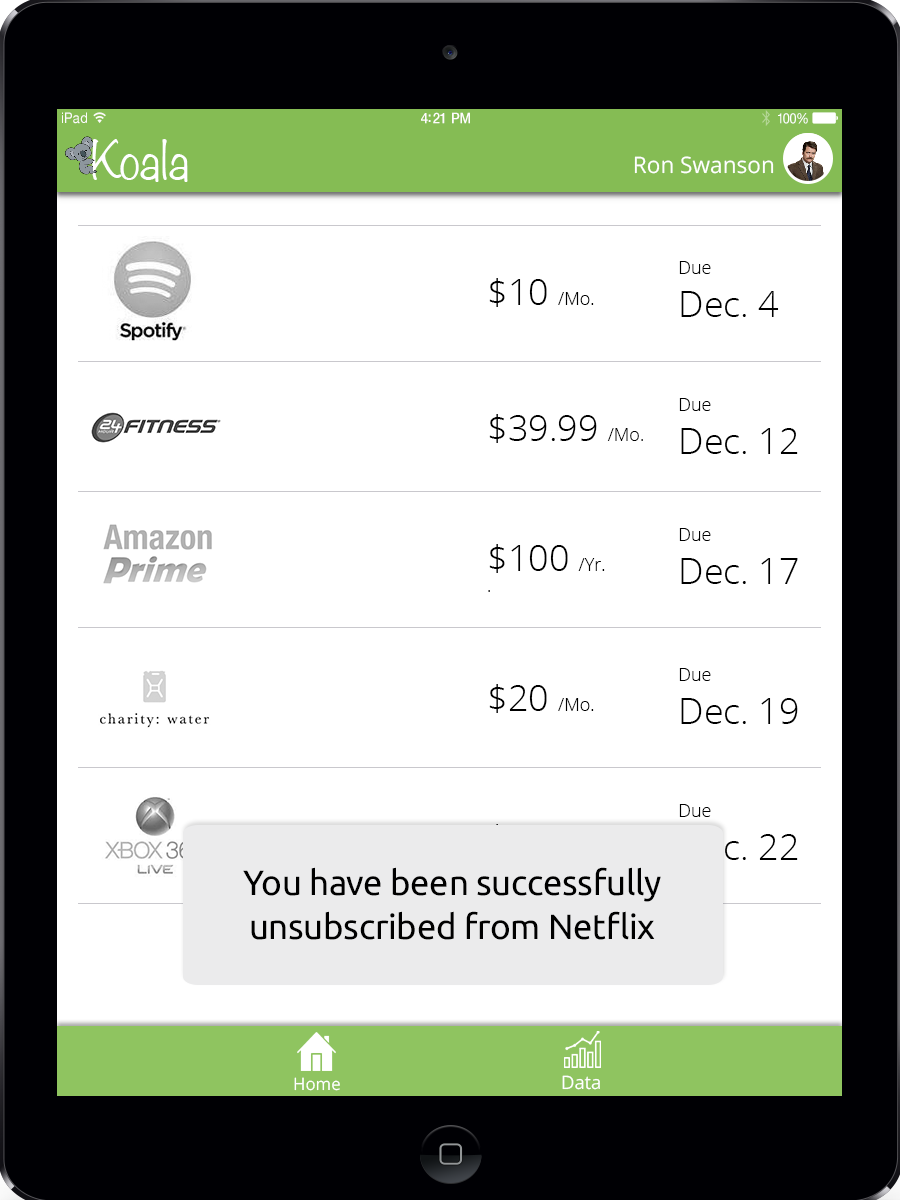 iPad 4:21 PM 100%
Koala Ron Swanson
Due
$10 /Mo. Dec. 4
Spotify
Due
24 HOUR FITNESS $39.99 /Mo. Dec. 12
Due
Amazon
Prime $100 /Yr. Dec. 17
Due
$20 /Mo. Dec. 19
charity: water
Due
XBOX 36 c. 22
LIVE
You have been successfully
unsubscribed from Netflix
Home Data